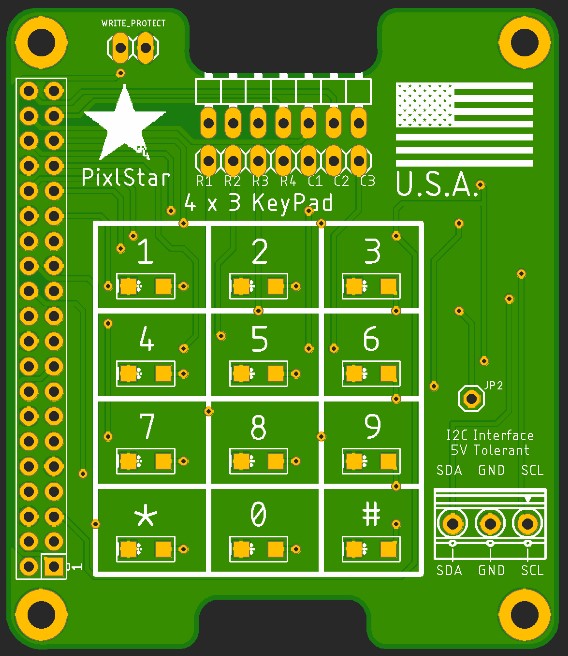 WRITE_PROTECT
PixlStar
U.S.A.
R1 R2 R3 R4 C1 C2 C3
4 x 3 KeyPad
1 2 3
4 5 6
7 8 9
* 0 #
JP2
I2C Interface
5V Tolerant
SDA GND SCL
SDA GND SCL
1